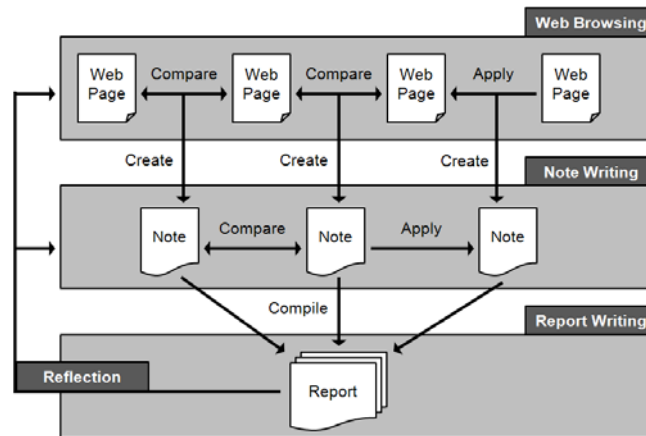 Web Browsing
Web
Page
Compare
Web
Page
Compare
Web
Page
Apply
Web
Page
Create
Create
Create
Note Writing
Note
Compare
Note
Apply
Note
Compile
Report Writing
Reflection
Report